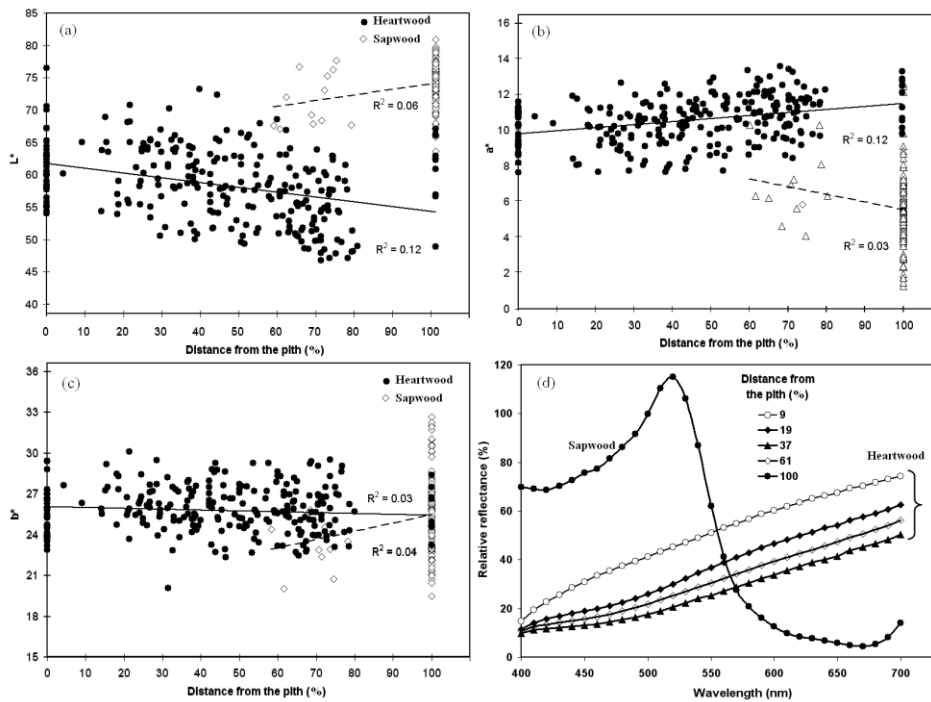 (a)
● Heartwood
◇ Sapwood
L*
85
80
75
70
65
60
55
50
45
40
R² = 0.06
R² = 0.12
0 10 20 30 40 50 60 70 80 90 100
Distance from the pith (%)
(b)
a*
16
14
12
10
8
6
4
2
0
R² = 0.12
R² = 0.03
0 10 20 30 40 50 60 70 80 90 100
Distance from the pith (%)
(c)
● Heartwood
◇ Sapwood
b*
36
33
30
27
24
21
18
15
R² = 0.03
R² = 0.04
0 10 20 30 40 50 60 70 80 90 100
Distance from the pith (%)
(d)
Relative reflectance (%)
120
100
80
60
40
20
0
Distance from
the pith (%)
9
19
37
61
100
Sapwood
Heartwood
400 450 500 550 600 650 700
Wavelength (nm)